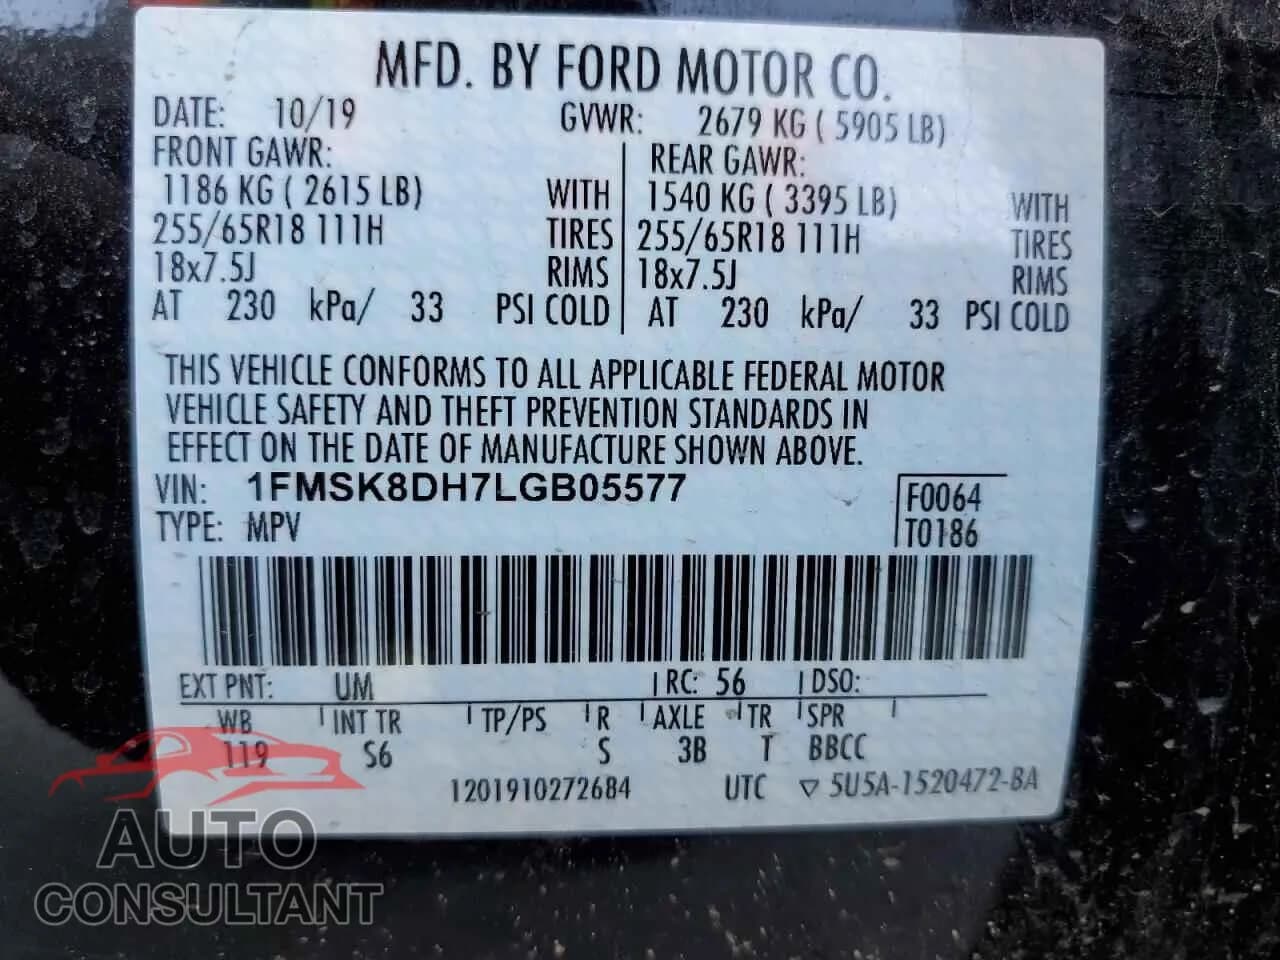 MFD. BY FORD MOTOR CO.
DATE: 10/19 GVWR: 2679 KG ( 5905 LB)
FRONT GAWR: REAR GAWR:
1186 KG ( 2615 LB) WITH 1540 KG ( 3395 LB) WITH
255/65R18 111H TIRES 255/65R18 111H TIRES
18x7.5J RIMS 18x7.5J RIMS
AT 230 kPa/ 33 PSI COLD AT 230 kPa/ 33 PSI COLD
THIS VEHICLE CONFORMS TO ALL APPLICABLE FEDERAL MOTOR
VEHICLE SAFETY AND THEFT PREVENTION STANDARDS IN
EFFECT ON THE DATE OF MANUFACTURE SHOWN ABOVE.
VIN: 1FMSK8DH7LGB05577 F0064
TYPE: MPV T0186
EXT PNT: UM RC: 56 DSO:
WB INT TR TP/PS R AXLE TR SPR
119 S6 S 3B T BBCC
1201910272684 UTC ▽ 5U5A-1520472-BA
AUTO
CONSULTANT